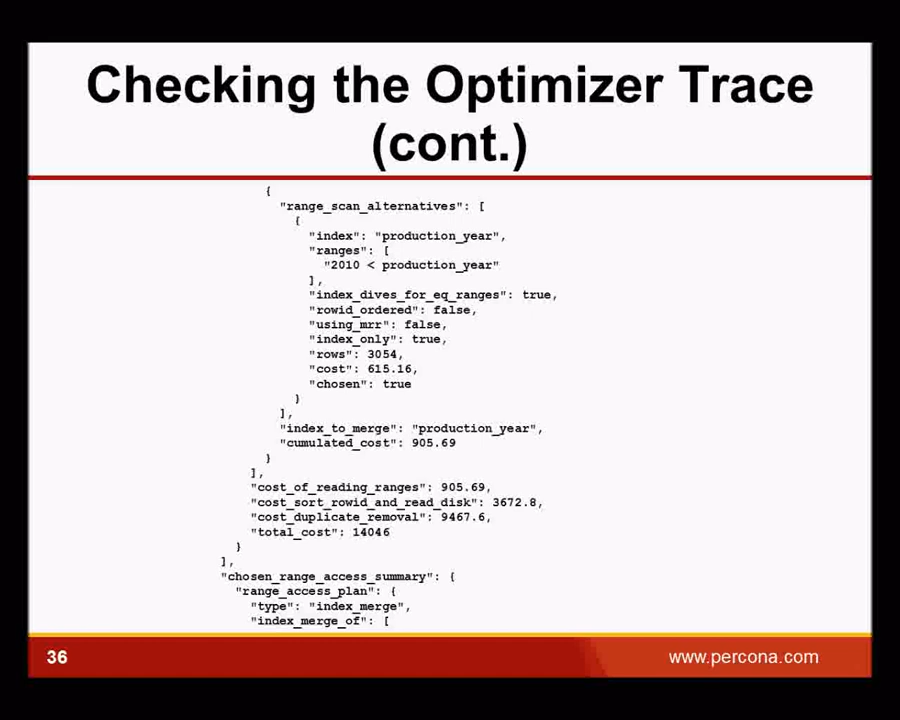 Checking the Optimizer Trace
(cont.)
{
"range_scan_alternatives": [
{
"index": "production_year",
"ranges": [
"2010 < production_year"
],
"index_dives_for_eq_ranges": true,
"rowid_ordered": false,
"using_mrr": false,
"index_only": true,
"rows": 3054,
"cost": 615.16,
"chosen": true
}
],
"index_to_merge": "production_year",
"cumulated_cost": 905.69
}
],
"cost_of_reading_ranges": 905.69,
"cost_sort_rowid_and_read_disk": 3672.8,
"cost_duplicate_removal": 9467.6,
"total_cost": 14046
}
],
"chosen_range_access_summary": {
"range_access_plan": {
"type": "index_merge",
"index_merge_of": [
36
www.percona.com